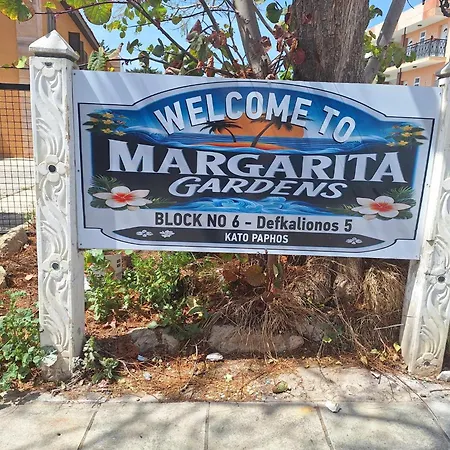 WELCOME TO
MARGARITA
GARDENS
BLOCK NO 6 - Defkalionos 5
KATO PAPHOS